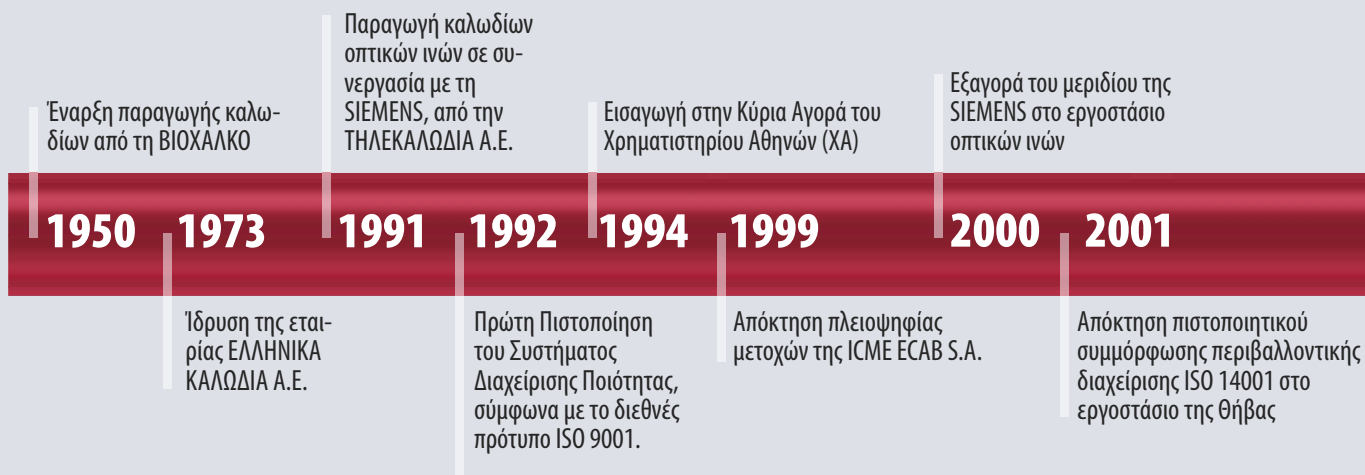 Έναρξη παραγωγής καλω-
δίων από τη ΒΙΟΧΑΛΚΟ
1950
1973
Ίδρυση της εται-
ρίας ΕΛΛΗΝΙΚΑ
ΚΑΛΩΔΙΑ Α.Ε.
Παραγωγή καλωδίων
οπτικών ινών σε συ-
νεργασία με τη
SIEMENS, από την
ΤΗΛΕΚΑΛΩΔΙΑ Α.Ε.
1991
1992
Πρώτη Πιστοποίηση
του Συστήματος
Διαχείρισης Ποιότητας,
σύμφωνα με το διεθνές
πρότυπο ISO 9001.
Εισαγωγή στην Κύρια Αγορά του
Χρηματιστηρίου Αθηνών (ΧΑ)
1994
1999
Απόκτηση πλειοψηφίας
μετοχών της ICME ECAB S.A.
Εξαγορά του μεριδίου της
SIEMENS στο εργοστάσιο
οπτικών ινών
2000
2001
Απόκτηση πιστοποιητικού
συμμόρφωσης περιβαλλοντικής
διαχείρισης ISO 14001 στο
εργοστάσιο της Θήβας